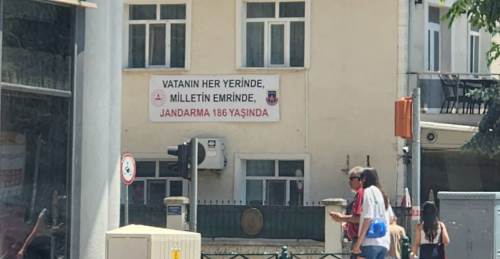 VATANIN HER YERİNDE,
MİLLETİN EMRİNDE,
JANDARMA 186 YAŞINDA